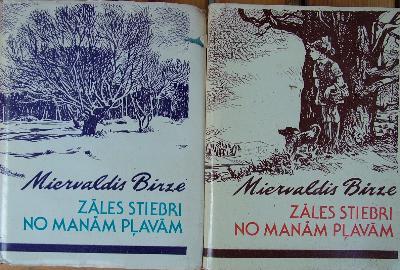 Miervaldis Birze
ZĀLES STIEBRI
NO MANĀM PĻAVĀM
Miervaldis Birze
ZĀLES STIEBRI
NO MANĀM PĻAVĀM